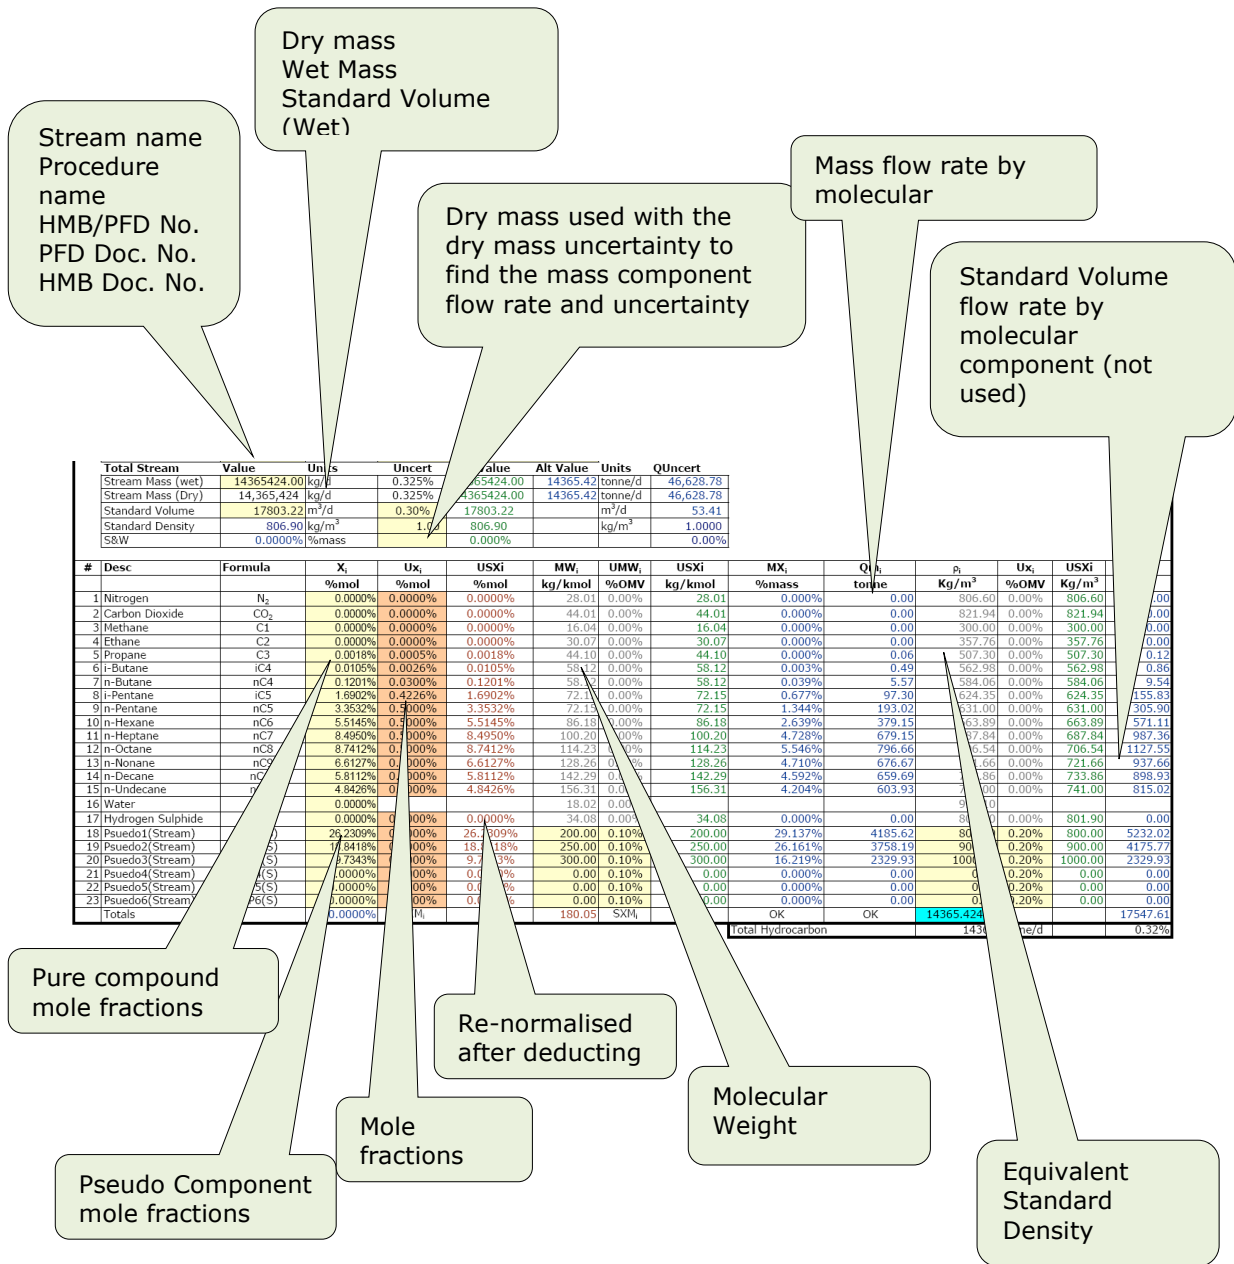 Dry mass
Wet Mass
Standard Volume
(Wet)
Stream name
Procedure
name
HMB/PFD No.
PFD Doc. No.
HMB Doc. No.
Mass flow rate by
molecular
Dry mass used with the
dry mass uncertainty to
find the mass component
flow rate and uncertainty
Standard Volume
flow rate by
molecular
component (not
used)
Total Stream Value Units Uncert Alt Value Units QUncert
Stream Mass (wet) 14365424.00 kg/d 0.325% 14365.42 tonne/d 46,628.78
Stream Mass (Dry) 14,365,424 kg/d 0.325% 4365424.00 14365.42 tonne/d 46,628.78
Standard Volume 17803.22 m³/d 0.30% 17803.22 m³/d 53.41
Standard Density 806.90 kg/m³ 806.90 kg/m³ 1.0000
S&W 0.0000% %mass 0.000% 0.00%
# Desc Formula Xᵢ Uxᵢ USXi MWᵢ UMWᵢ USXi MXᵢ ρᵢ Uxᵢ USXi
%mol %mol %mol kg/kmol %OMV kg/kmol %mass tonne Kg/m³ %OMV Kg/m³
1 Nitrogen N₂ 0.0000% 0.0000% 0.0000% 28.01 0.00% 28.01 0.000% 0.00 806.60 0.00% 806.60
2 Carbon Dioxide CO₂ 0.0000% 0.0000% 0.0000% 44.01 0.00% 44.01 0.000% 0.00 821.94 0.00% 821.94
3 Methane C1 0.0000% 0.0000% 0.0000% 16.04 0.00% 16.04 0.000% 0.00 300.00 0.00% 300.00
4 Ethane C2 0.0000% 0.0000% 0.0000% 30.07 0.00% 30.07 0.000% 0.00 357.76 0.00% 357.76
5 Propane C3 0.0018% 0.0005% 0.0018% 44.10 0.00% 44.10 0.000% 0.06 507.30 0.00% 507.30 0.12
6 i-Butane iC4 0.0105% 0.0026% 0.0105% 58.12 0.00% 58.12 0.003% 0.49 562.98 0.00% 562.98 0.86
7 n-Butane nC4 0.1201% 0.0300% 0.1201% 0.00% 58.12 0.039% 5.57 584.06 0.00% 584.06 9.54
8 i-Pentane iC5 1.6902% 0.4226% 1.6902% 0.00% 72.15 0.677% 97.30 624.35 0.00% 624.35 155.83
9 n-Pentane nC5 3.3532% 3.3532% 72.15 0.00% 72.15 1.344% 193.02 631.00 0.00% 631.00 305.90
10 n-Hexane nC6 5.5145% 5.5145% 86.18 0.00% 86.18 2.639% 379.15 0.00% 663.89 571.11
11 n-Heptane nC7 8.4950% 8.4950% 100.20 0.00% 100.20 4.728% 679.15 0.00% 687.84 987.36
12 n-Octane nC8 8.7412% 8.7412% 114.23 0.00% 114.23 5.546% 796.66 0.00% 706.54 1127.55
13 n-Nonane nC9 6.6127% 6.6127% 128.26 0.00% 128.26 4.710% 676.67 0.00% 721.66 937.66
14 n-Decane 5.8112% 5.8112% 142.29 0.00% 142.29 4.592% 659.69 0.00% 733.86 898.93
15 n-Undecane 4.8426% 4.8426% 156.31 0.00% 156.31 4.204% 603.93 0.00% 741.00 815.02
16 Water 0.0000% 18.02
17 Hydrogen Sulphide 0.0000% 34.08 0.00% 34.08 0.000% 0.00 0.00% 801.90 0.00
18 Psuedo1(Stream) 200.00 0.10% 200.00 29.137% 4185.62 0.20% 800.00 5232.02
19 Psuedo2(Stream) 250.00 0.10% 250.00 26.161% 3758.19 0.20% 900.00 4175.77
20 Psuedo3(Stream) 300.00 0.10% 300.00 16.219% 2329.93 0.20% 1000.00 2329.93
21 Psuedo4(Stream) 0.00 0.10% 0.00 0.000% 0.00 0.00 0.00
22 Psuedo5(Stream) 0.00 0.10% 0.000% 0.00 0.20% 0.00 0.00
23 Psuedo6(Stream) 0.00 0.10% 0.000% 0.00 0.20% 0.00 0.00
Totals 180.05 SXMᵢ OK OK 14365.424 17547.61
Total Hydrocarbon 0.32%
Pure compound
mole fractions
Re-normalised
after deducting
Molecular
Weight
Mole
fractions
Pseudo Component
mole fractions
Equivalent
Standard
Density